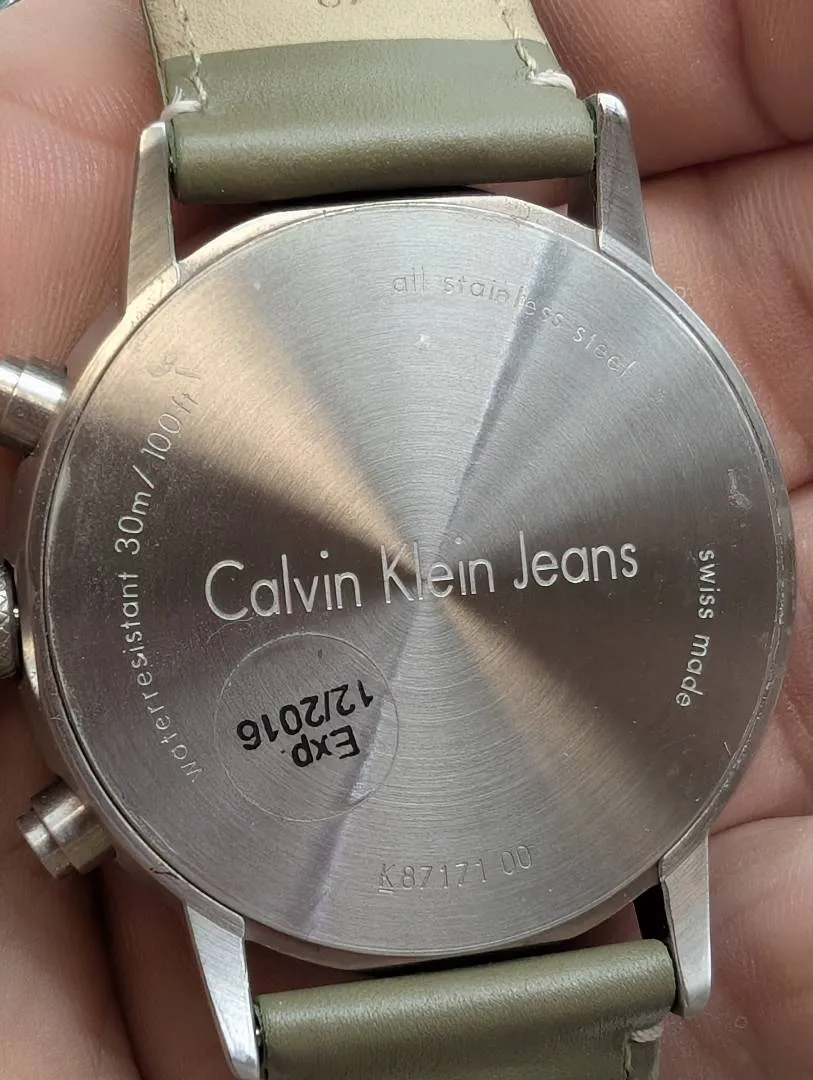 all stainless steel
waterresistant 30m/100ft
Calvin Klein Jeans
swiss made
Exp.
12/2016
K87171 00